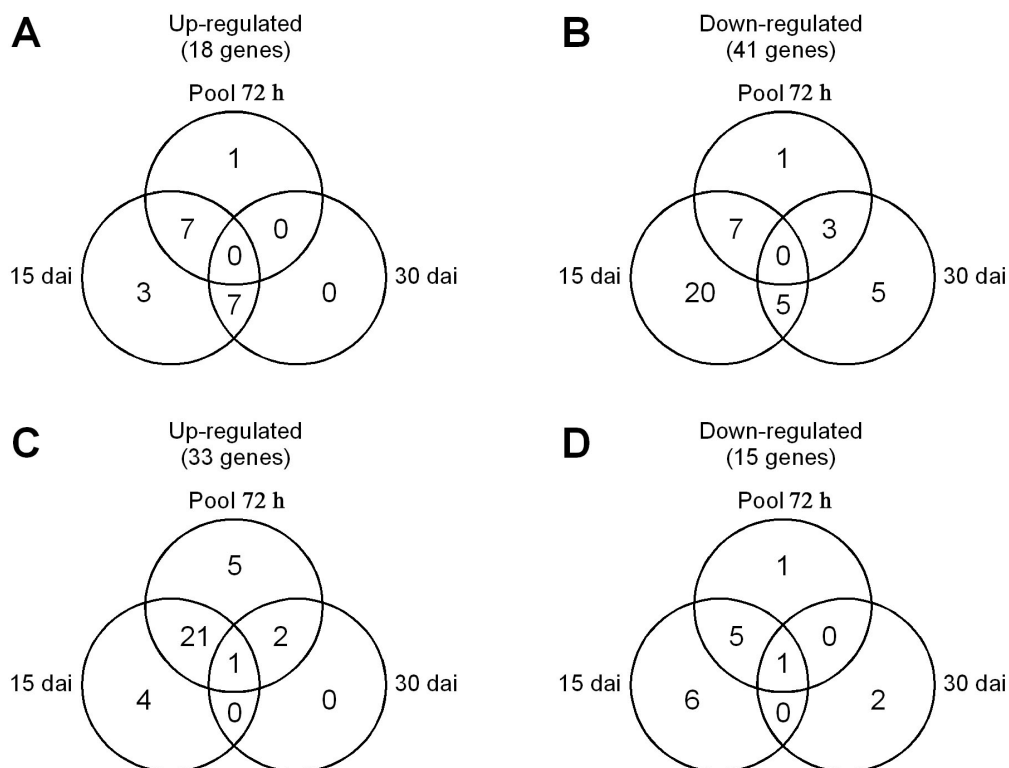 A
Up-regulated
(18 genes)
Pool 72 h
1
7
0
0
15 dai
3
7
0
30 dai
B
Down-regulated
(41 genes)
Pool 72 h
1
7
3
0
15 dai
20
5
5
30 dai
C
Up-regulated
(33 genes)
Pool 72 h
5
21
2
1
15 dai
4
0
0
30 dai
D
Down-regulated
(15 genes)
Pool 72 h
1
5
0
1
15 dai
6
0
2
30 dai